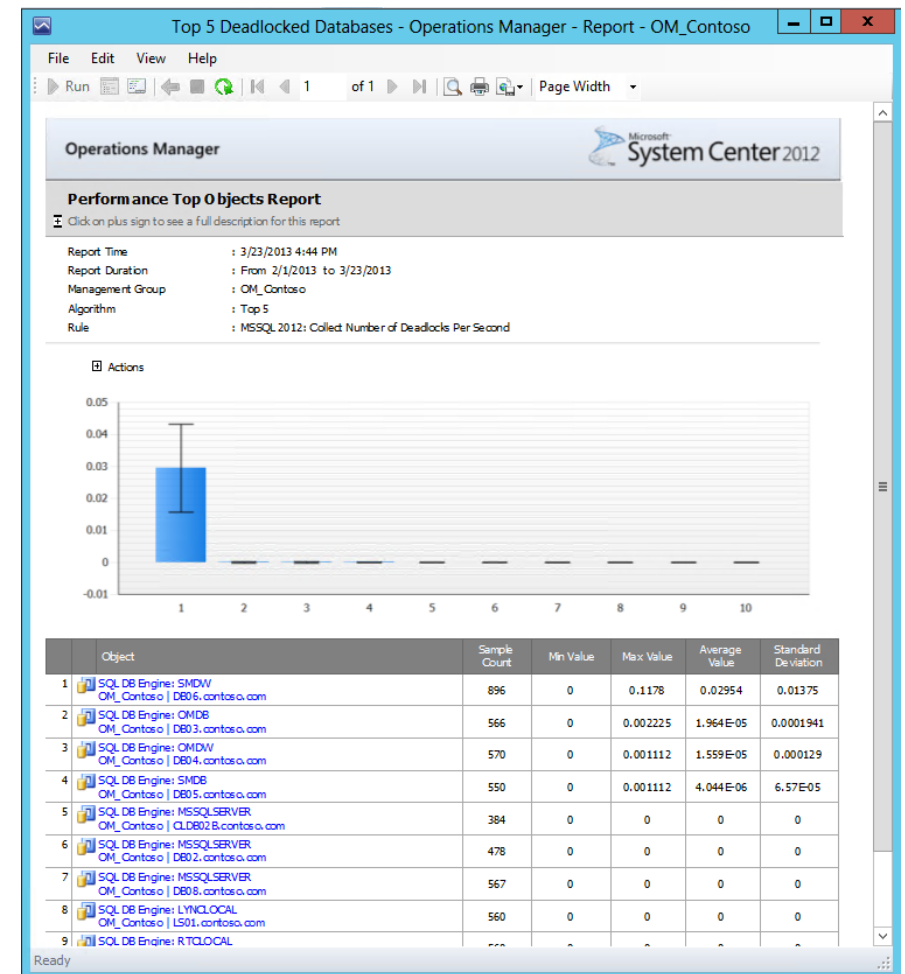 Top 5 Deadlocked Databases - Operations Manager - Report - OM_Contoso
File Edit View Help
Run 1 of 1 Page Width
Operations Manager
Microsoft
System Center 2012
Performance Top Objects Report
Click on plus sign to see a full description for this report
Report Time : 3/23/2013 4:44 PM
Report Duration : From 2/1/2013 to 3/23/2013
Management Group : OM_Contoso
Algorithm : Top 5
Rule : MSSQL 2012: Collect Number of Deadlocks Per Second
Actions
0.05
0.04
0.03
0.02
0.01
0
-0.01
1 2 3 4 5 6 7 8 9 10
Object Sample Count Min Value Max Value Average Value Standard Deviation
1 SQL DB Engine: SMDW
OM_Contoso | DB06.contoso.com 896 0 0.1178 0.02954 0.01375
2 SQL DB Engine: OMDB
OM_Contoso | DB03.contoso.com 566 0 0.002225 1.964E-05 0.0001941
3 SQL DB Engine: OMDW
OM_Contoso | DB04.contoso.com 570 0 0.001112 1.559E-05 0.000129
4 SQL DB Engine: SMDB
OM_Contoso | DB05.contoso.com 550 0 0.001112 4.044E-06 6.57E-05
5 SQL DB Engine: MSSQLSERVER
OM_Contoso | CLDB02B.contoso.com 384 0 0 0 0
6 SQL DB Engine: MSSQLSERVER
OM_Contoso | DB02.contoso.com 478 0 0 0 0
7 SQL DB Engine: MSSQLSERVER
OM_Contoso | DB08.contoso.com 567 0 0 0 0
8 SQL DB Engine: LYNCLOCAL
OM_Contoso | LS01.contoso.com 560 0 0 0 0
9 SQL DB Engine: RTCLOCAL
Ready